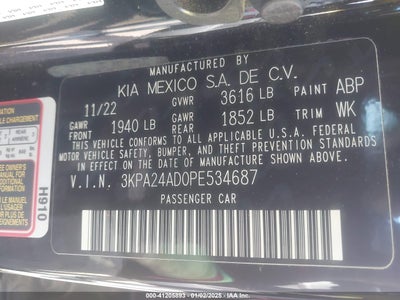 MANUFACTURED BY
KIA MEXICO S.A. DE C.V.
11/22 GVWR 3616 LB PAINT ABP
GAWR FRONT 1940 LB GAWR REAR 1852 LB TRIM WK
THIS VEHICLE CONFORMS TO ALL APPLICABLE U.S.A. FEDERAL
MOTOR VEHICLE SAFETY, BUMPER, AND THEFT PREVENTION STANDARDS
IN EFFECT ON THE DATE OF MANUFACTURE SHOWN ABOVE.
V.I.N. 3KPA24AD0PE534687
PASSENGER CAR
H910
000-41205893 - 01/02/2025 - IAAI